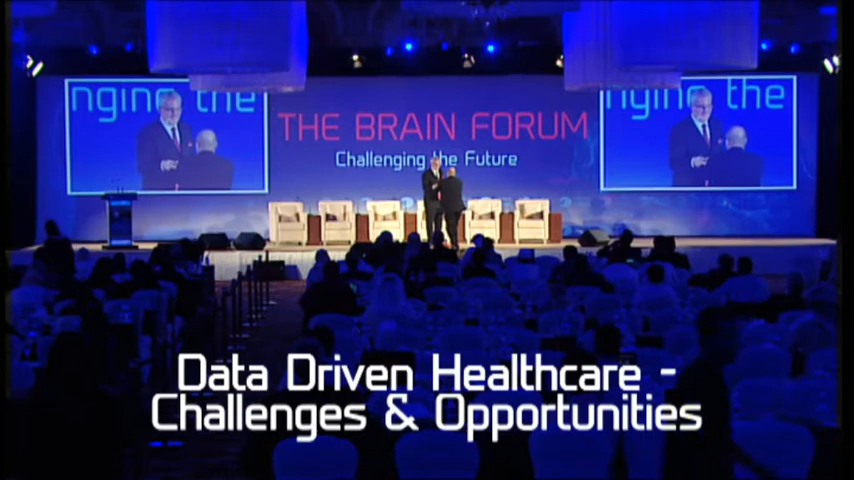 nging the
nging the
THE BRAIN FORUM
Challenging the Future
Data Driven Healthcare -
Challenges & Opportunities